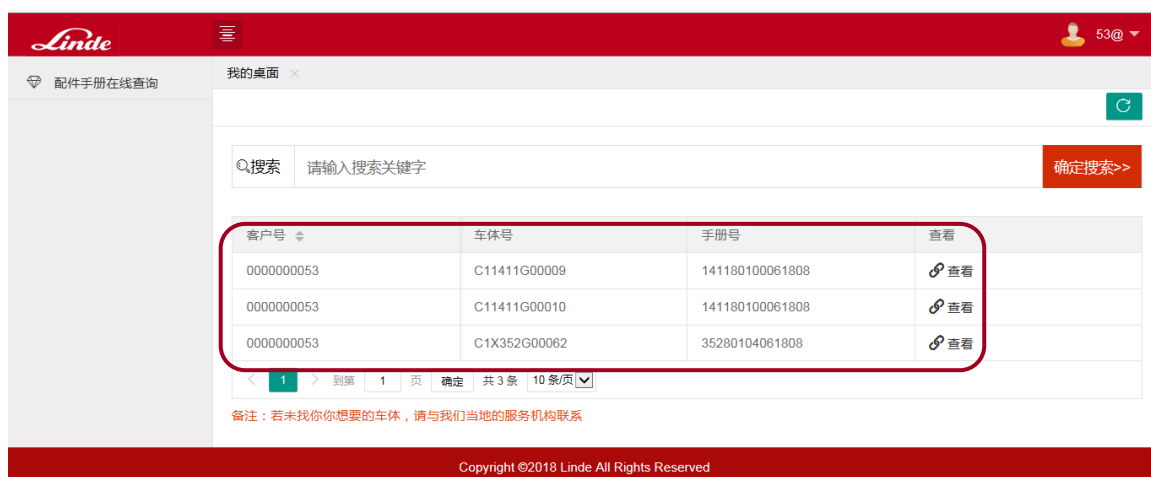 Linde
53@
配件手册在线查询
我的桌面
搜索 请输入搜索关键字 确定搜索>>
客户号 车体号 手册号 查看
0000000053 C11411G00009 141180100061808 查看
0000000053 C11411G00010 141180100061808 查看
0000000053 C1X352G00062 35280104061808 查看
< 1 > 到第 1 页 确定 共 3 条 10 条/页
备注：若未找你你想要的车体，请与我们当地的服务机构联系
Copyright ©2018 Linde All Rights Reserved